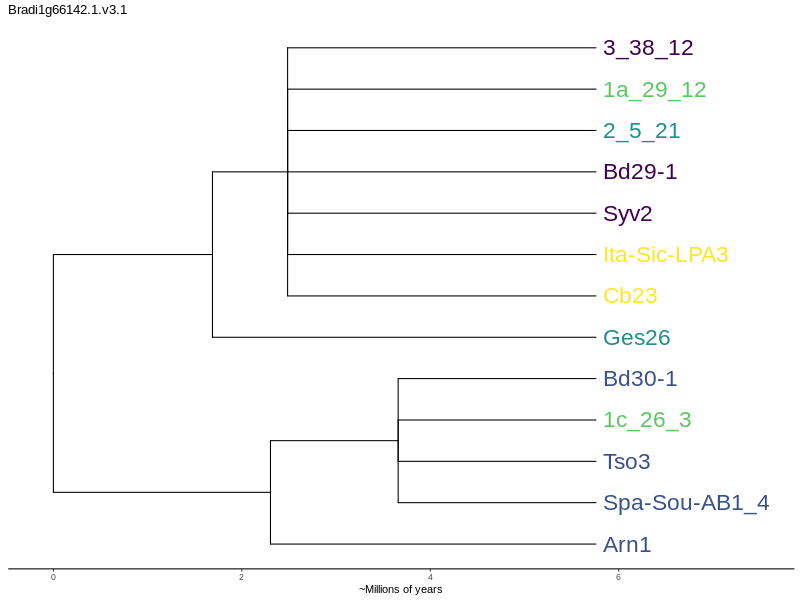 Bradi1g66142.1.v3.1
3_38_12
1a_29_12
2_5_21
Bd29-1
Syv2
Ita-Sic-LPA3
Cb23
Ges26
Bd30-1
1c_26_3
Tso3
Spa-Sou-AB1_4
Arn1
0 2 4 6
~Millions of years